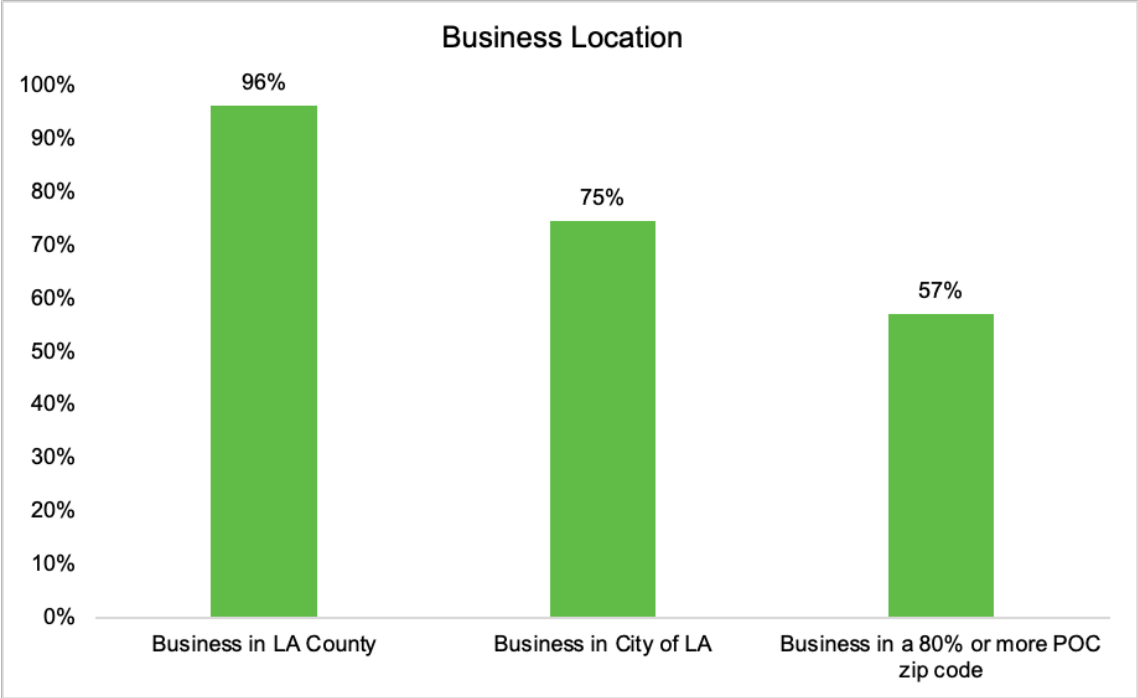 Business Location
100%
90%
80%
70%
60%
50%
40%
30%
20%
10%
0%
96%
75%
57%
Business in LA County
Business in City of LA
Business in a 80% or more POC
zip code